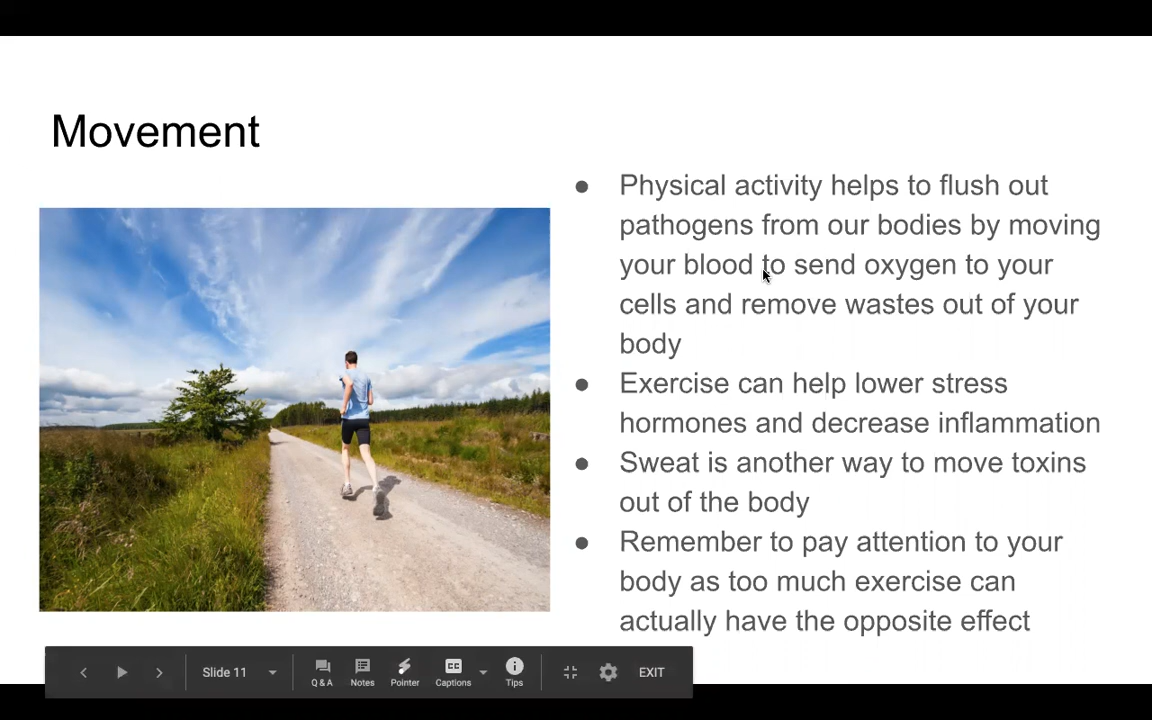 Movement
Physical activity helps to flush out
pathogens from our bodies by moving
your blood to send oxygen to your
cells and remove wastes out of your
body
Exercise can help lower stress
hormones and decrease inflammation
Sweat is another way to move toxins
out of the body
Remember to pay attention to your
body as too much exercise can
actually have the opposite effect
Slide 11
Q & A
Notes
Pointer
CC
Captions
Tips
EXIT